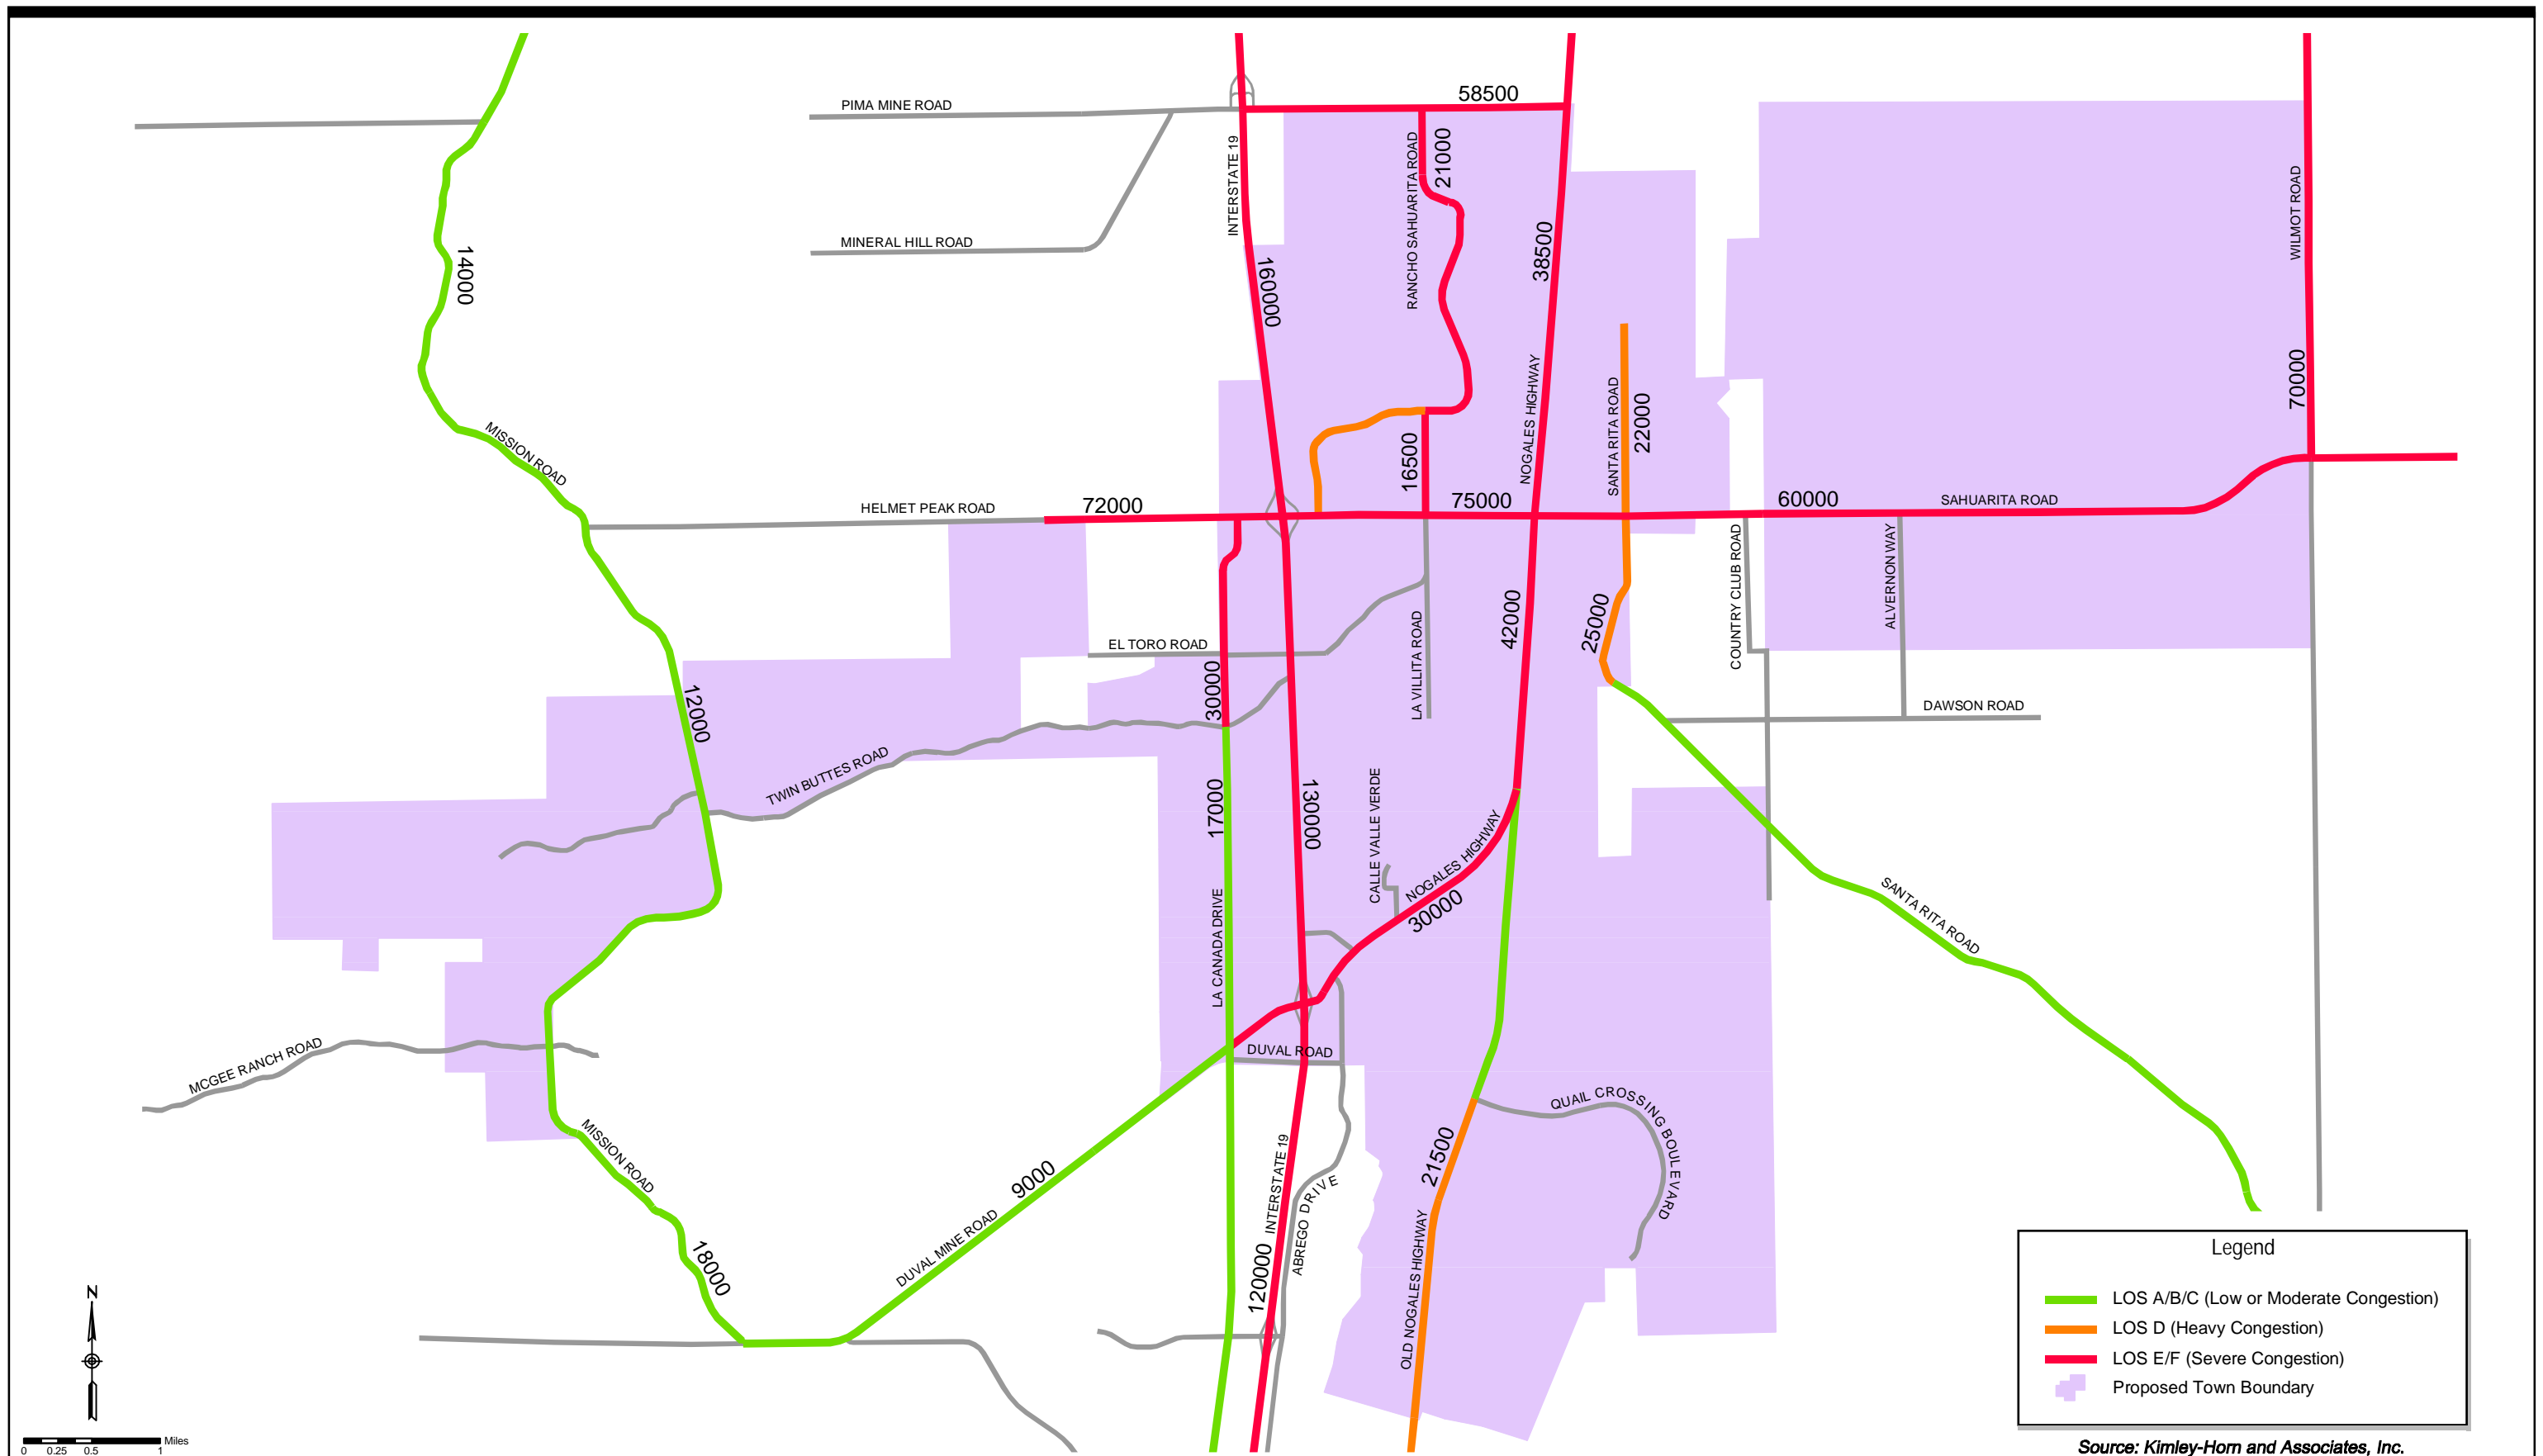 58500
PIMA MINE ROAD
INTERSTATE 19
RANCHO SAHUARITA ROAD
21000
WILMOT ROAD
MINERAL HILL ROAD
38500
14000
160000
NOGALES HIGHWAY
SANTA RITA ROAD
22000
70000
MISSION ROAD
16500
HELMET PEAK ROAD
72000
75000
60000
SAHUARITA ROAD
COUNTRY CLUB ROAD
ALVERNON WAY
42000
25000
EL TORO ROAD
LA VILLITA ROAD
30000
12000
DAWSON ROAD
TWIN BUTTES ROAD
17000
130000
CALLE VALLE VERDE
NOGALES HIGHWAY
30000
LA CANADA DRIVE
SANTA RITA ROAD
MCGEE RANCH ROAD
DUVAL ROAD
QUAIL CROSSING BOULEVARD
MISSION ROAD
21500
9000
INTERSTATE 19
ABREGO DRIVE
DUVAL MINE ROAD
18000
120000
OLD NOGALES HIGHWAY
Legend
LOS A/B/C (Low or Moderate Congestion)
LOS D (Heavy Congestion)
LOS E/F (Severe Congestion)
Proposed Town Boundary
N
Miles
0 0.25 0.5 1
Source: Kimley-Horn and Associates, Inc.